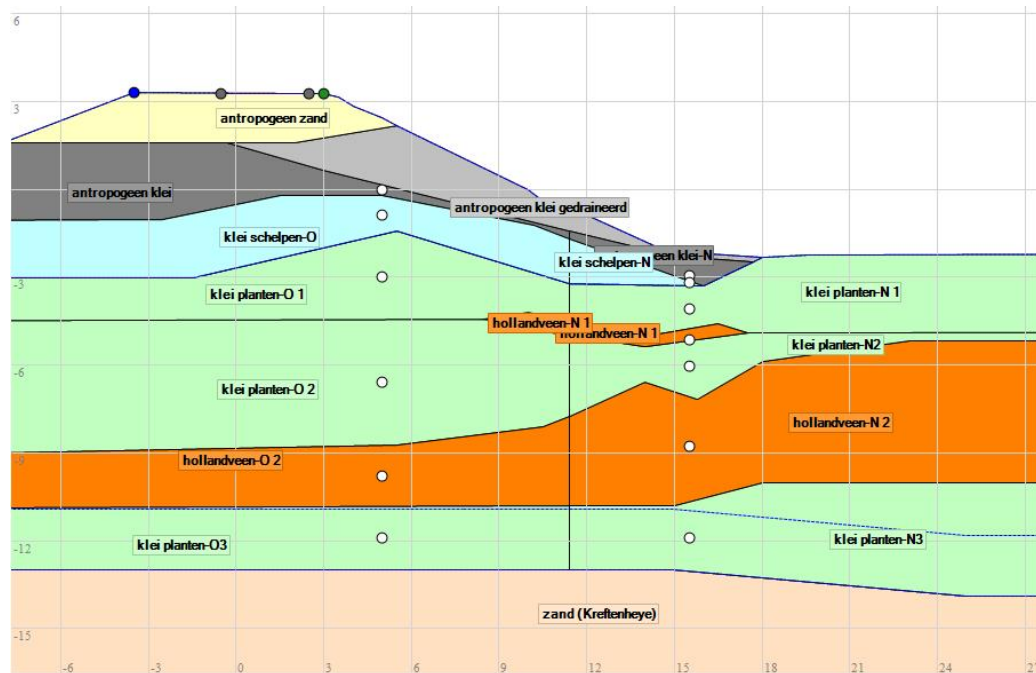 6
3
antropogeen zand
antropogeen klei
antropogeen klei gedraineerd
klei schelpen-O
een klei-N
klei schelpen-N
-3
klei planten-O 1
klei planten-N 1
hollandveen-N 1
hollandveen-N 1
klei planten-N2
-6
klei planten-O 2
hollandveen-N 2
-9
hollandveen-O 2
klei planten-O3
klei planten-N3
-12
zand (Kreftenheye)
-15
-6 -3 0 3 6 9 12 15 18 21 24 27